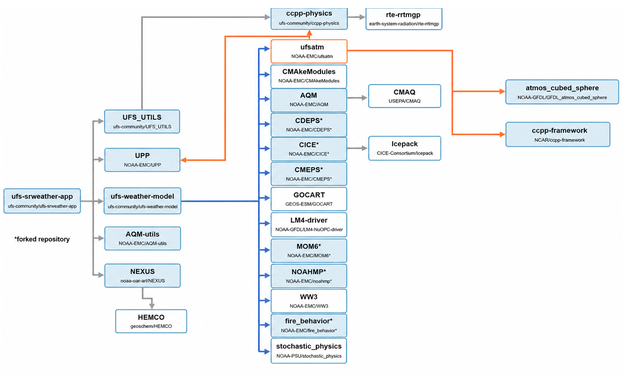 ccpp-physics
ufs-community/ccpp-physics
rte-rrtmgp
earth-system-radiation/rte-rrtmgp
ufsatm
NOAA-EMC/ufsatm
CMAkeModules
NOAA-EMC/CMAkeModules
AQM
NOAA-EMC/AQM
CMAQ
USEPA/CMAQ
atmos_cubed_sphere
NOAA-GFDL/GFDL_atmos_cubed_sphere
UFS_UTILS
ufs-community/UFS_UTILS
CDEPS*
NOAA-EMC/CDEPS*
ccpp-framework
NCAR/ccpp-framework
CICE*
NOAA-EMC/CICE*
Icepack
CICE-Consortium/Icepack
UPP
NOAA-EMC/UPP
CMEPS*
NOAA-EMC/CMEPS*
ufs-srweather-app
ufs-community/ufs-srweather-app
ufs-weather-model
ufs-community/ufs-weather-model
GOCART
GEOS-ESM/GOCART
LM4-driver
NOAA-GFDL/LM4-NuOPC-driver
*forked repository
AQM-utils
NOAA-EMC/AQM-utils
MOM6*
NOAA-EMC/MOM6*
NEXUS
noaa-oar-arl/NEXUS
NOAHMP*
NOAA-EMC/noahmp*
WW3
NOAA-EMC/WW3
HEMCO
geoschem/HEMCO
fire_behavior*
NOAA-EMC/fire_behavior*
stochastic_physics
NOAA-PSU/stochastic_physics